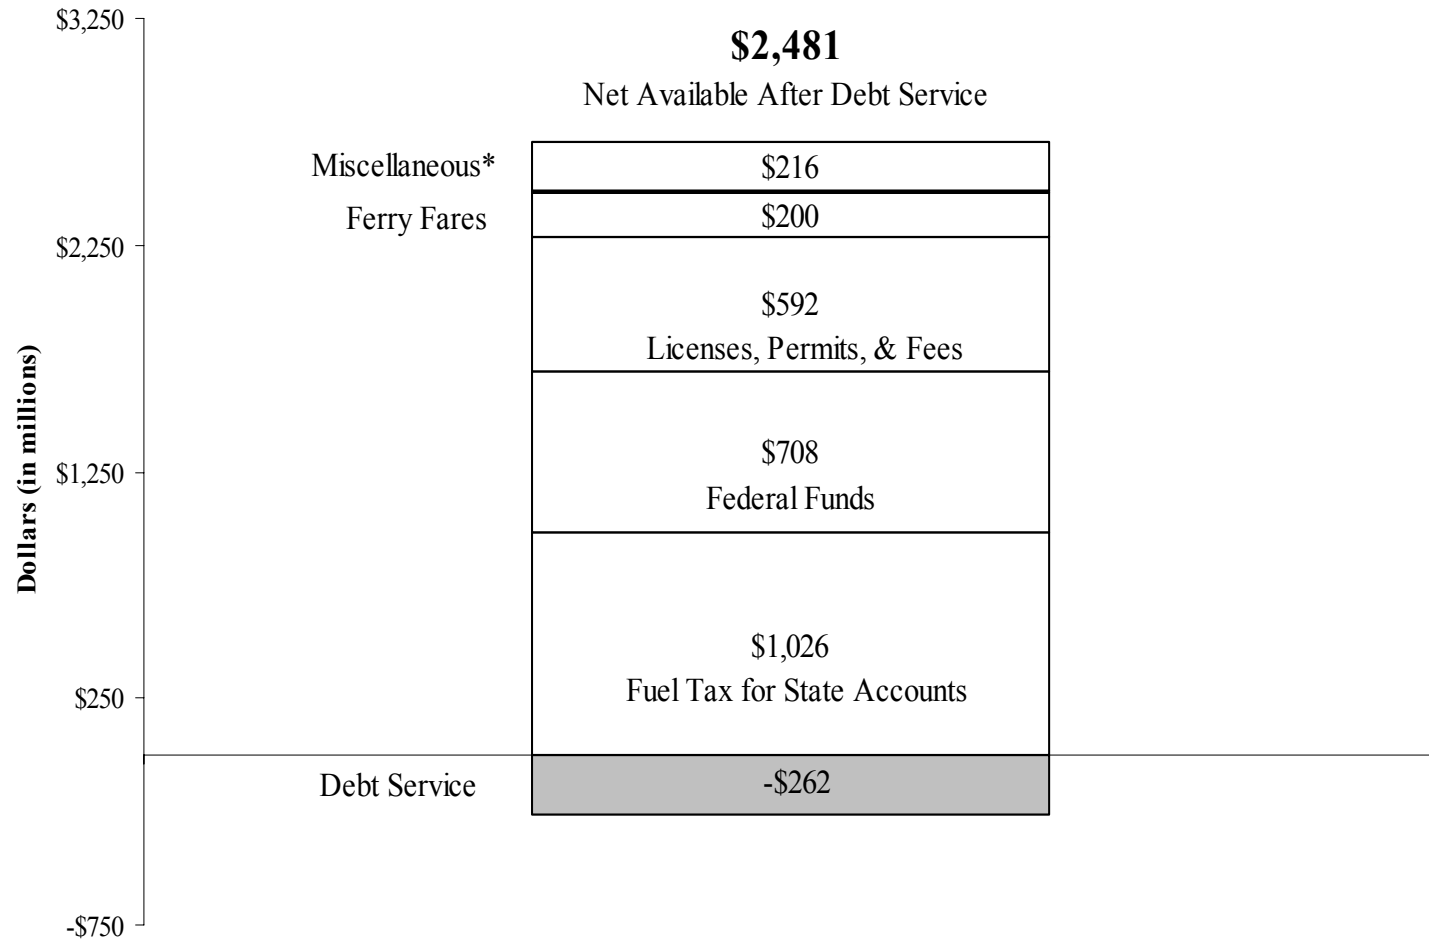 $3,250
$2,481
Net Available After Debt Service
Miscellaneous*
$216
Ferry Fares
$200
$2,250
$592
Licenses, Permits, & Fees
Dollars (in millions)
$1,250
$708
Federal Funds
$1,026
$250
Fuel Tax for State Accounts
Debt Service
-$262
-$750